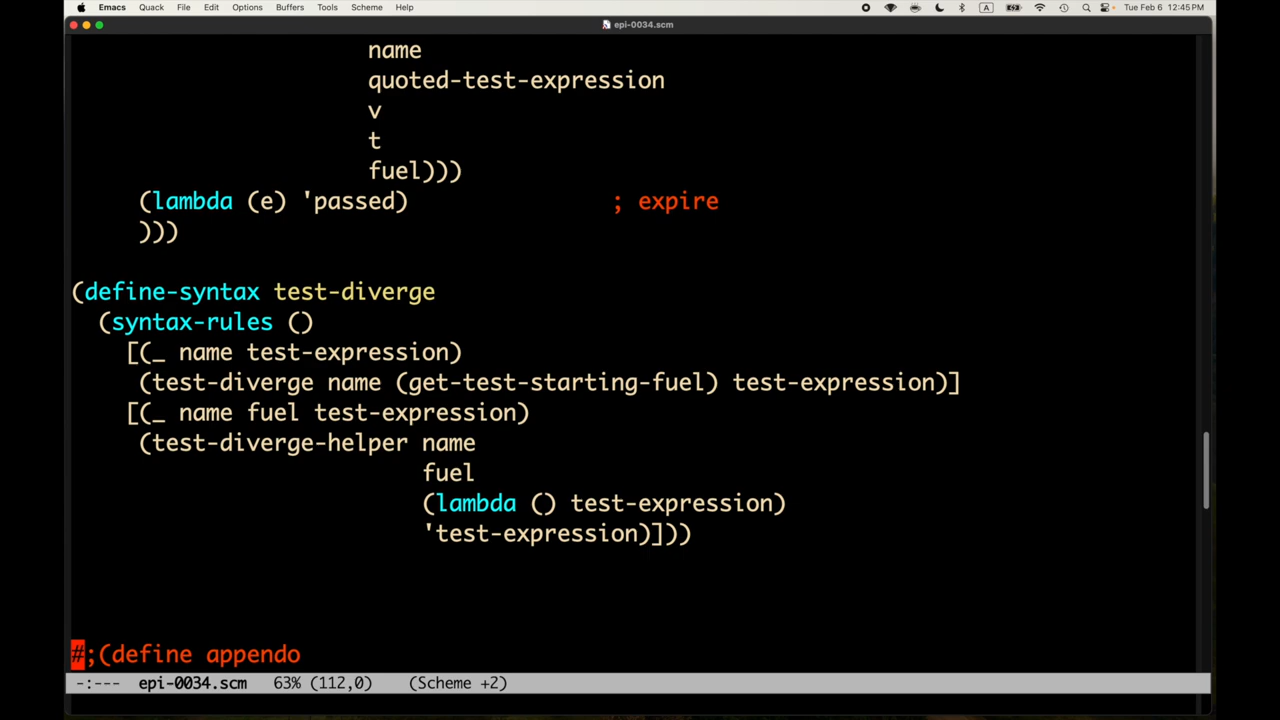 Emacs Quack File Edit Options Buffers Tools Scheme Help A Tue Feb 6 12:45 PM
epi-0034.scm
name
quoted-test-expression
v
t
fuel)))
(lambda (e) 'passed) ; expire
)))
(define-syntax test-diverge
(syntax-rules ()
[(_ name test-expression)
(test-diverge name (get-test-starting-fuel) test-expression)]
[(_ name fuel test-expression)
(test-diverge-helper name
fuel
(lambda () test-expression)
'test-expression)]))
#;(define appendo
-:--- epi-0034.scm 63% (112,0) (Scheme +2)